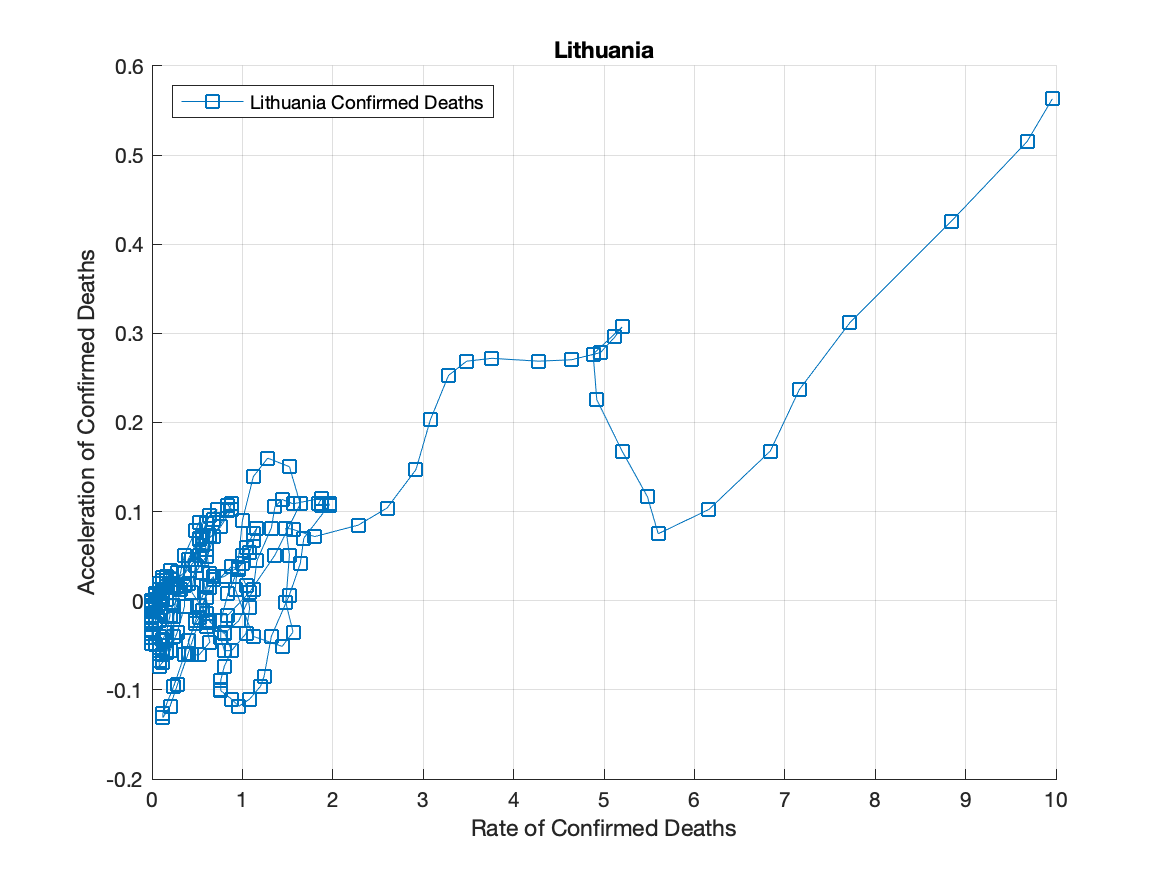 Lithuania
Lithuania Confirmed Deaths
0.6
0.5
0.4
0.3
0.2
0.1
0
-0.1
-0.2
Acceleration of Confirmed Deaths
0 1 2 3 4 5 6 7 8 9 10
Rate of Confirmed Deaths